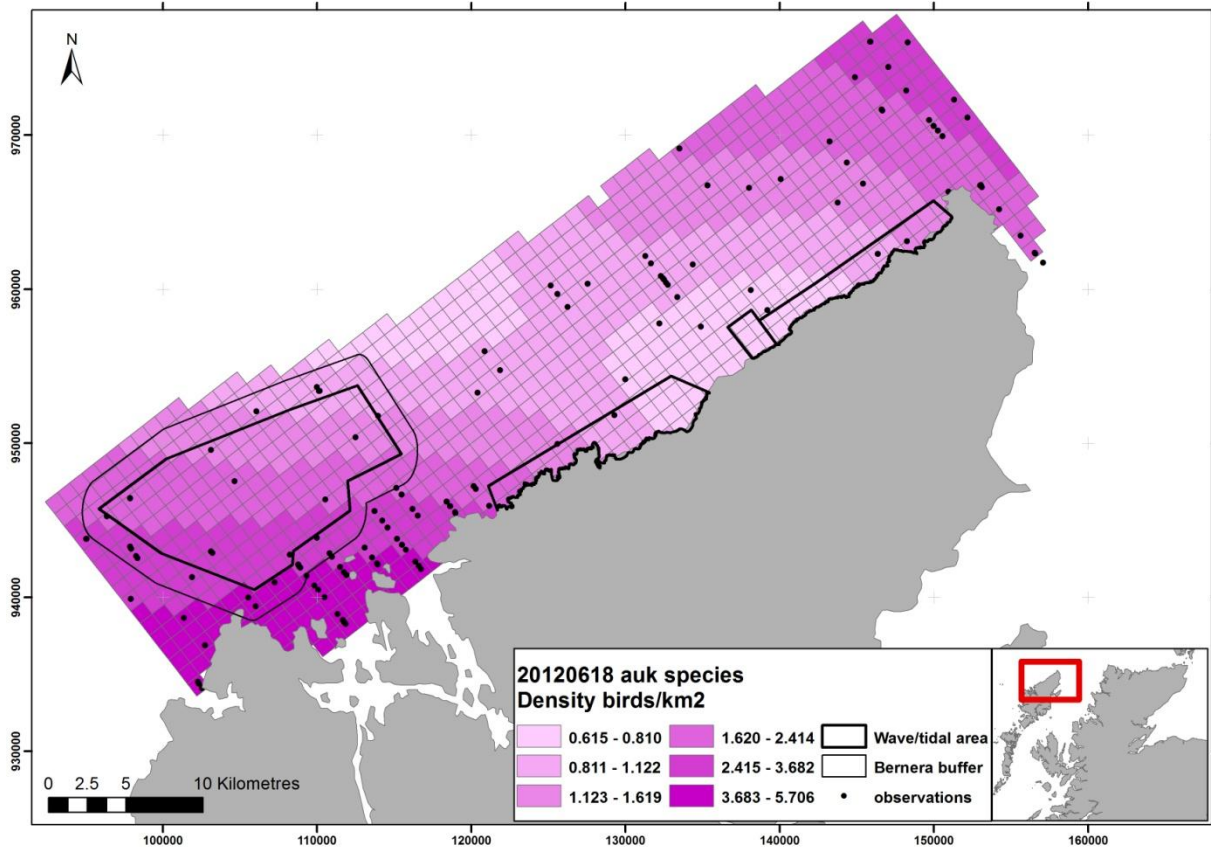 N
970000
960000
950000
940000
930000
0 2.5 5 10 Kilometres
20120618 auk species
Density birds/km2
0.615 - 0.810
0.811 - 1.122
1.123 - 1.619
1.620 - 2.414
2.415 - 3.682
3.683 - 5.706
Wave/tidal area
Bernera buffer
observations
100000 110000 120000 130000 140000 150000 160000